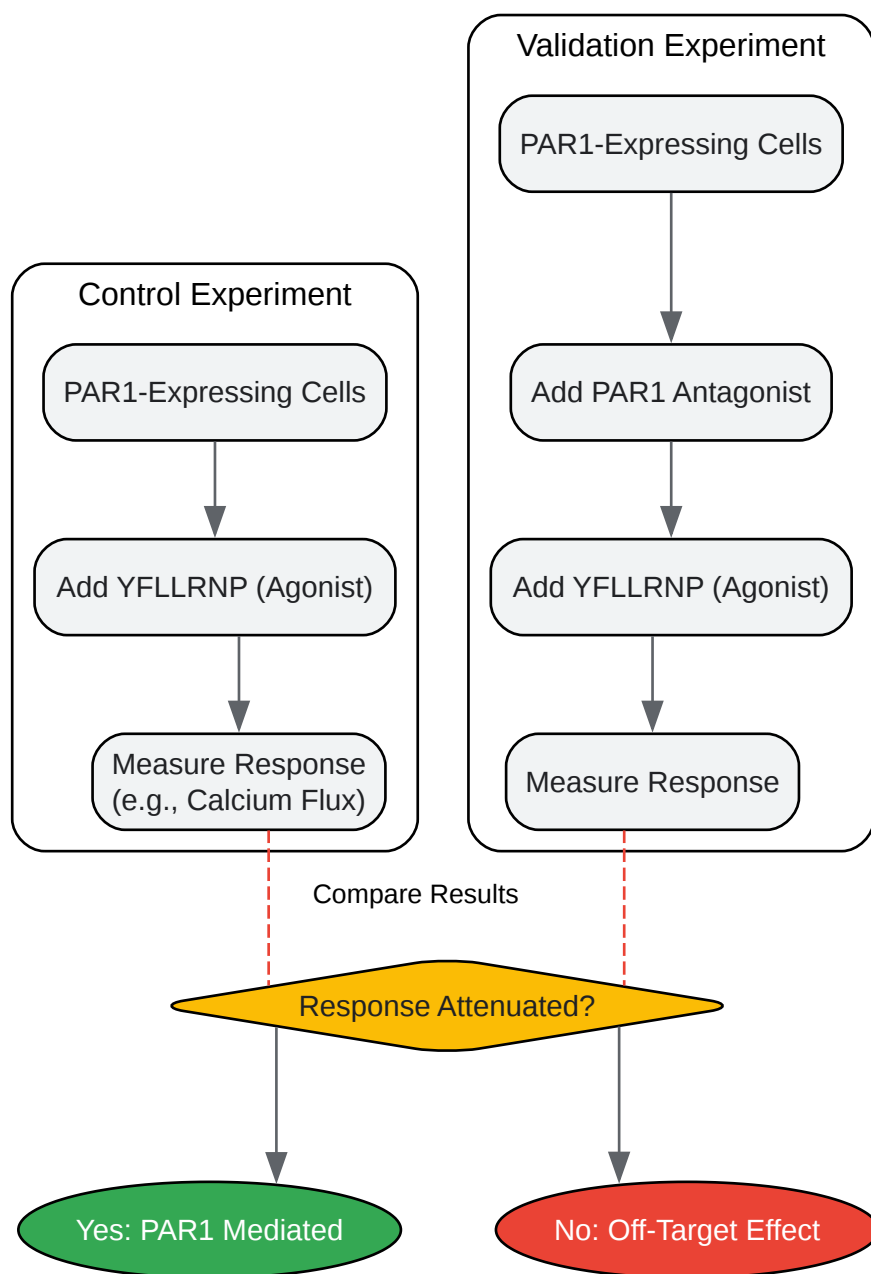 Control Experiment
PAR1-Expressing Cells
Add YFLLRNP (Agonist)
Measure Response
(e.g., Calcium Flux)
Validation Experiment
PAR1-Expressing Cells
Add PAR1 Antagonist
Add YFLLRNP (Agonist)
Measure Response
Compare Results
Response Attenuated?
Yes: PAR1 Mediated
No: Off-Target Effect